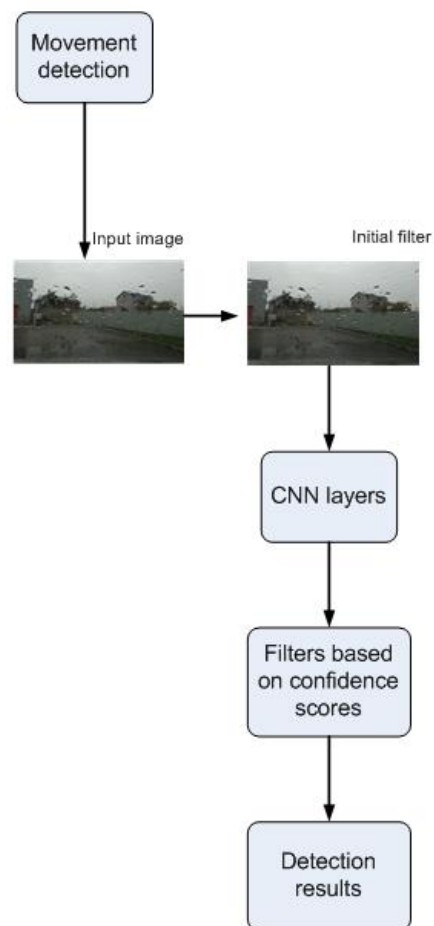 Movement
detection
Input image
Initial filter
CNN layers
Filters based
on confidence
scores
Detection
results